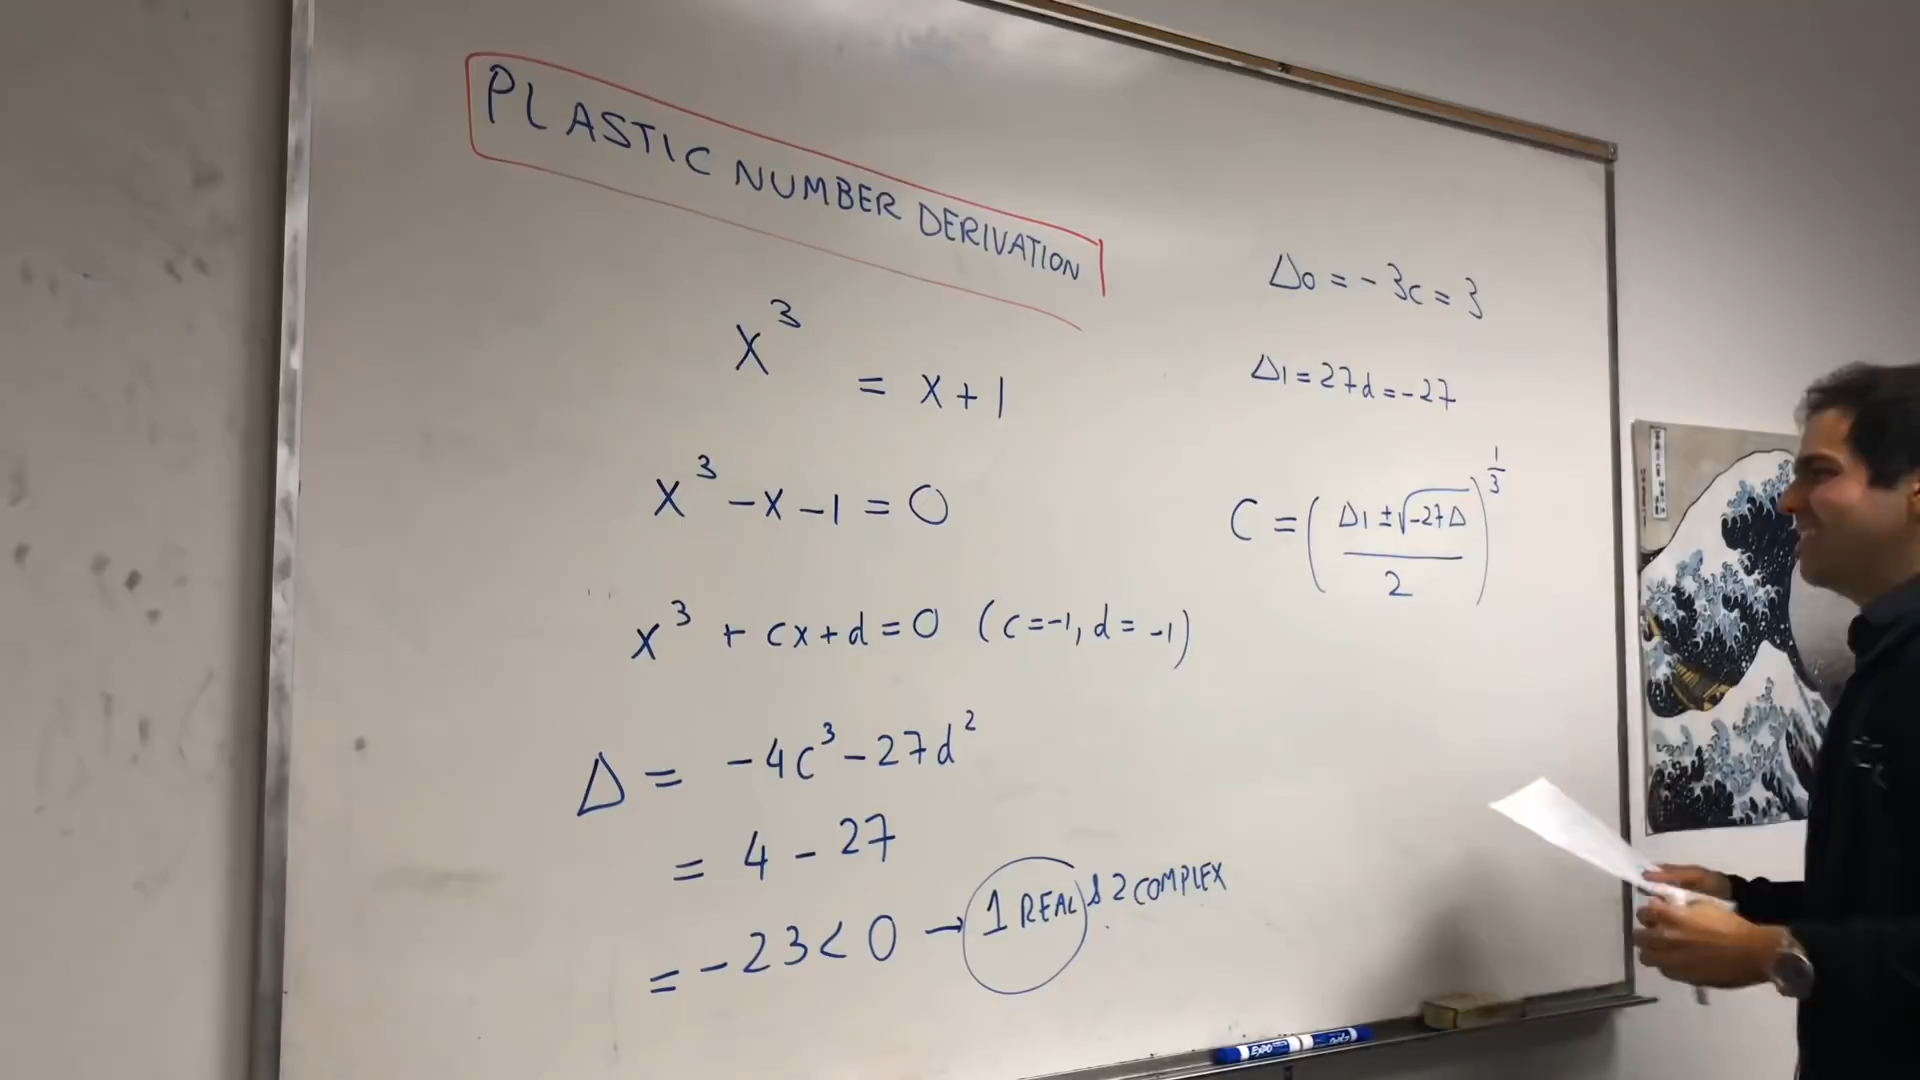 PLASTIC NUMBER DERIVATION
x³ = x+1
x³ -x -1 = 0
x³ + cx+d = 0 (c=-1, d= -1)
Δ = -4c³-27d²
= 4 - 27
= -23 < 0 → 1 REAL & 2 COMPLEX
Δ0 = -3c = 3
Δ1 = 27d = -27
C = ((Δ1 ± √-27Δ)/2)^(1/3)
EXPO